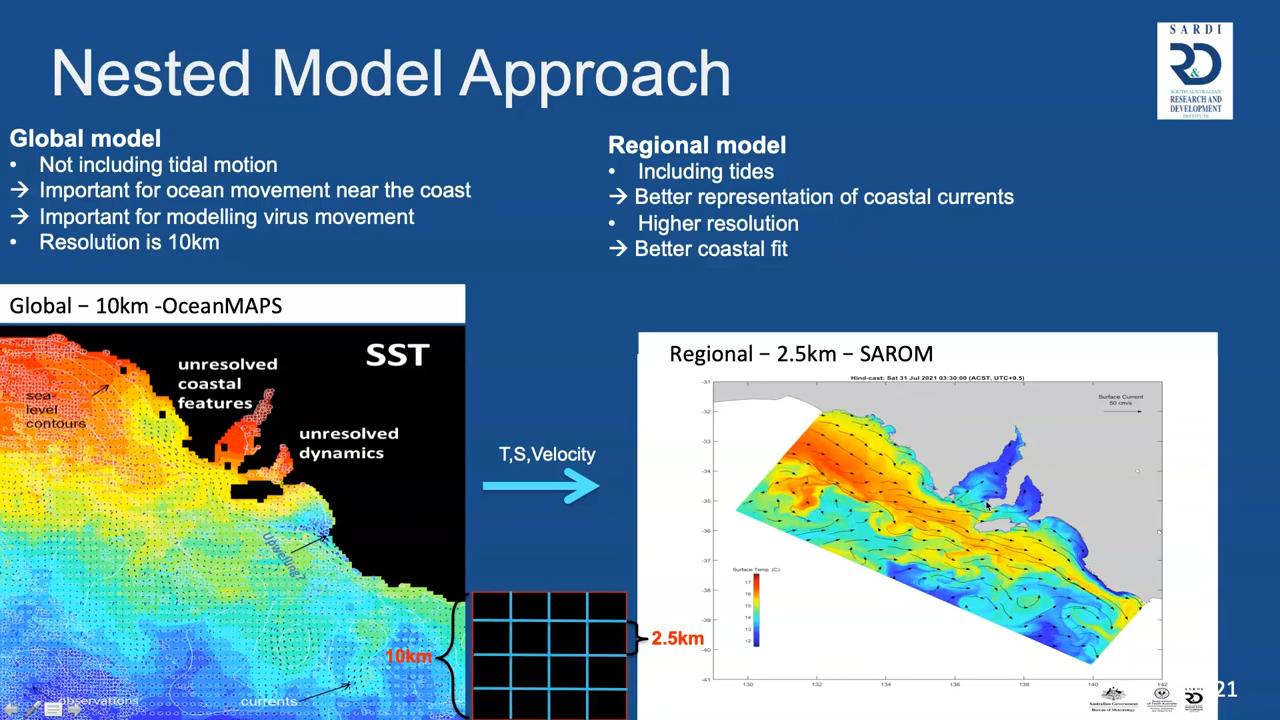 Nested Model Approach
SARDI
R&D
SOUTH AUSTRALIAN
RESEARCH AND
DEVELOPMENT
INSTITUTE
Global model
• Not including tidal motion
→ Important for ocean movement near the coast
→ Important for modelling virus movement
• Resolution is 10km
Regional model
• Including tides
→ Better representation of coastal currents
• Higher resolution
→ Better coastal fit
Global – 10km -OceanMAPS
SST
unresolved
coastal
features
sea
level
contours
unresolved
dynamics
Upwelling?
observations
currents
T,S,Velocity
10km
2.5km
Regional – 2.5km – SAROM
Hind-cast: Sat 31 Jul 2021 03:30:00 (ACST, UTC+9.5)
Surface Current
50 cm/s
-31
-32
-33
-34
-35
-36
-37
-38
-39
-40
-41
Surface Temp. (C)
17
16
15
14
13
12
130
132
134
136
138
140
142
Australian Government
Bureau of Meteorology
21